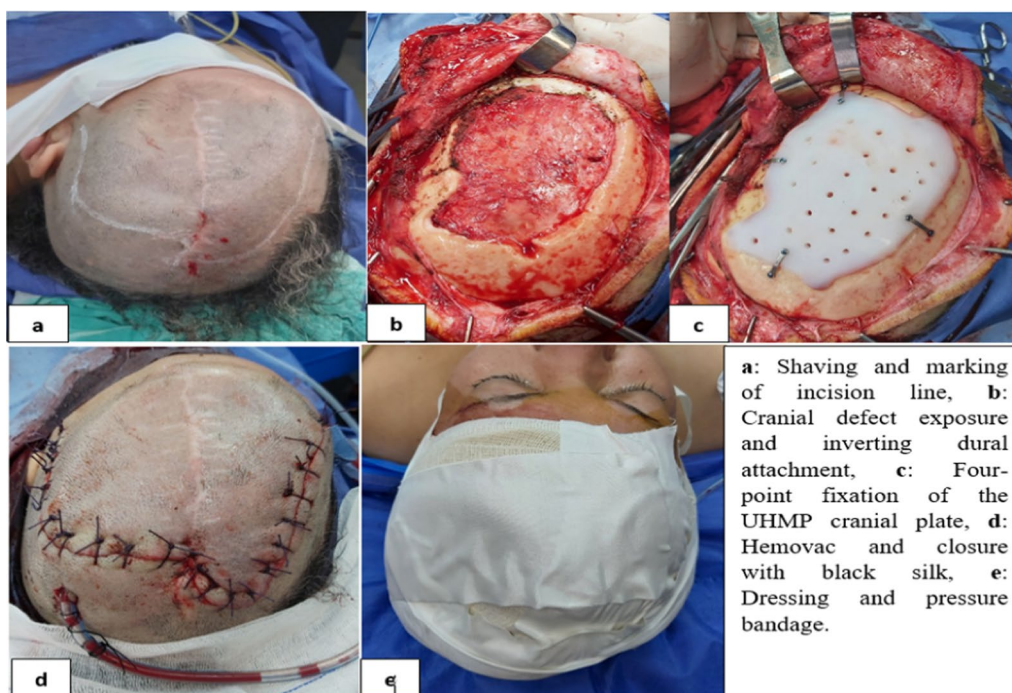 a
b
c
d
e
a: Shaving and marking
of incision line, b:
Cranial defect exposure
and inverting dural
attachment, c: Four-
point fixation of the
UHMP cranial plate, d:
Hemovac and closure
with black silk, e:
Dressing and pressure
bandage.